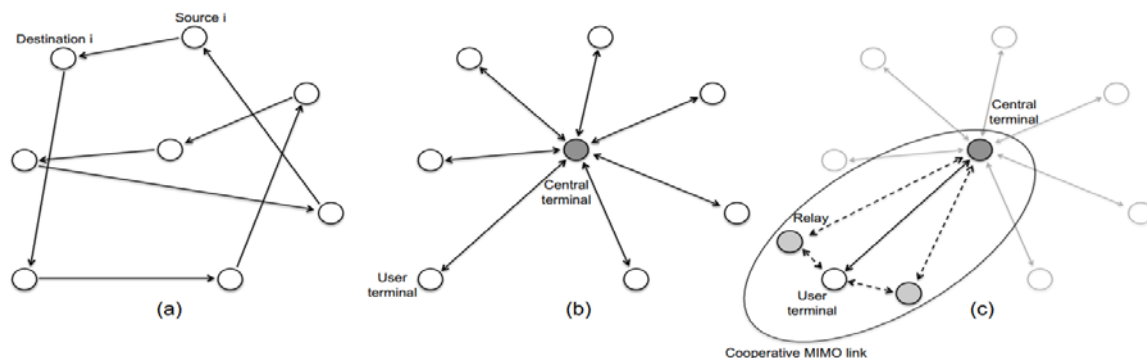 Source i
Destination i
(a)
Central
terminal
User
terminal
(b)
Central
terminal
Relay
User
terminal
(c)
Cooperative MIMO link